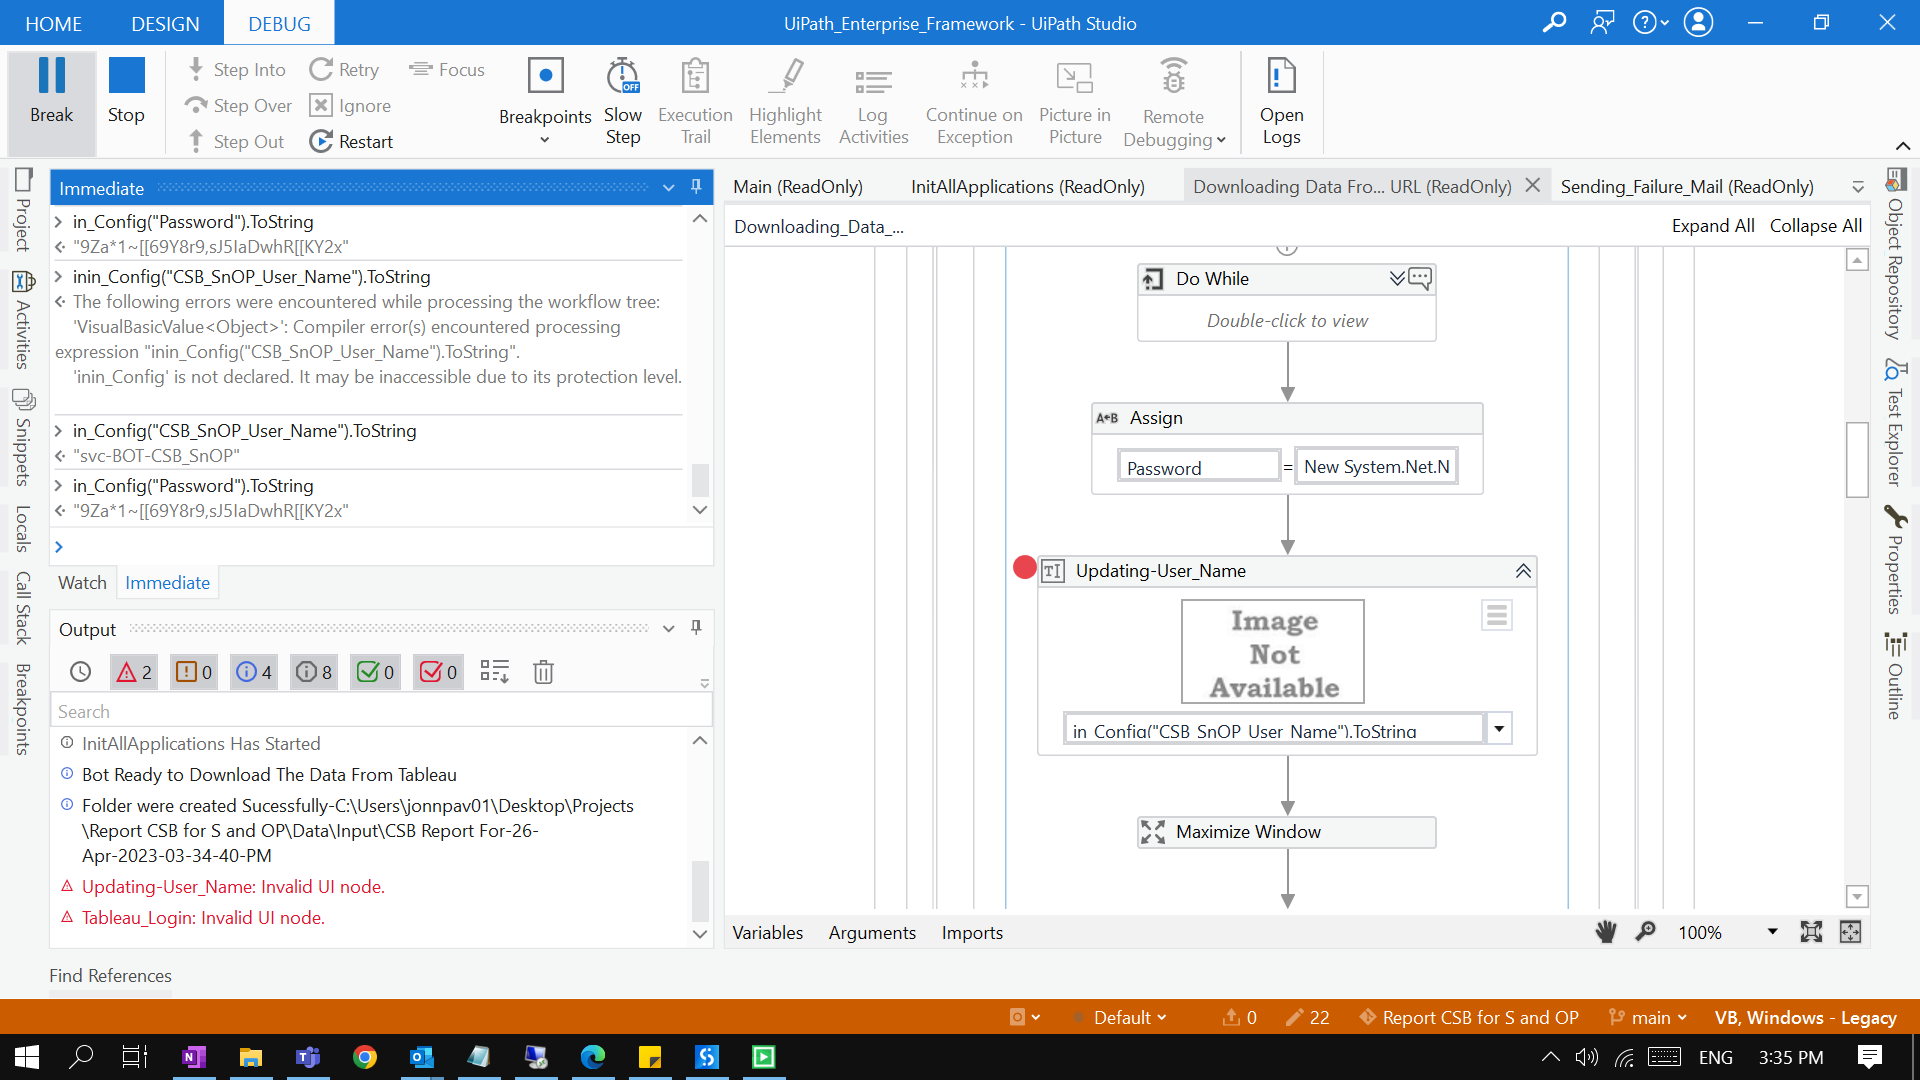 HOME DESIGN DEBUG UiPath_Enterprise_Framework - UiPath Studio
Break
Stop
Step Into
Step Over
Step Out
Retry
Ignore
Restart
Focus
Breakpoints
Slow
Step
OFF
Execution
Trail
Highlight
Elements
Log
Activities
Continue on
Exception
Picture in
Picture
Remote
Debugging
Open
Logs
Project
Activities
Snippets
Locals
Call Stack
Breakpoints
Immediate
in_Config("Password").ToString
"9Za*1~[[69Y8r9,sJ5IaDwhR[[KY2x"
inin_Config("CSB_SnOP_User_Name").ToString
The following errors were encountered while processing the workflow tree:
'VisualBasicValue<Object>': Compiler error(s) encountered processing
expression "inin_Config("CSB_SnOP_User_Name").ToString".
'inin_Config' is not declared. It may be inaccessible due to its protection level.
in_Config("CSB_SnOP_User_Name").ToString
"svc-BOT-CSB_SnOP"
in_Config("Password").ToString
"9Za*1~[[69Y8r9,sJ5IaDwhR[[KY2x"
Watch Immediate
Output
2 0 4 8 0 0
Search
InitAllApplications Has Started
Bot Ready to Download The Data From Tableau
Folder were created Sucessfully-C:\Users\jonnpav01\Desktop\Projects
\Report CSB for S and OP\Data\Input\CSB Report For-26-
Apr-2023-03-34-40-PM
Updating-User_Name: Invalid UI node.
Tableau_Login: Invalid UI node.
Find References
Main (ReadOnly) InitAllApplications (ReadOnly) Downloading Data Fro... URL (ReadOnly) Sending_Failure_Mail (ReadOnly)
Downloading_Data_... Expand All Collapse All
Do While
Double-click to view
A←B Assign
Password = New System.Net.N
Updating-User_Name
Image
Not
Available
in_Config("CSB_SnOP_User_Name").ToString
Maximize Window
Variables Arguments Imports 100%
Object Repository
Test Explorer
Properties
Outline
Default 0 22 Report CSB for S and OP main VB, Windows - Legacy
ENG 3:35 PM